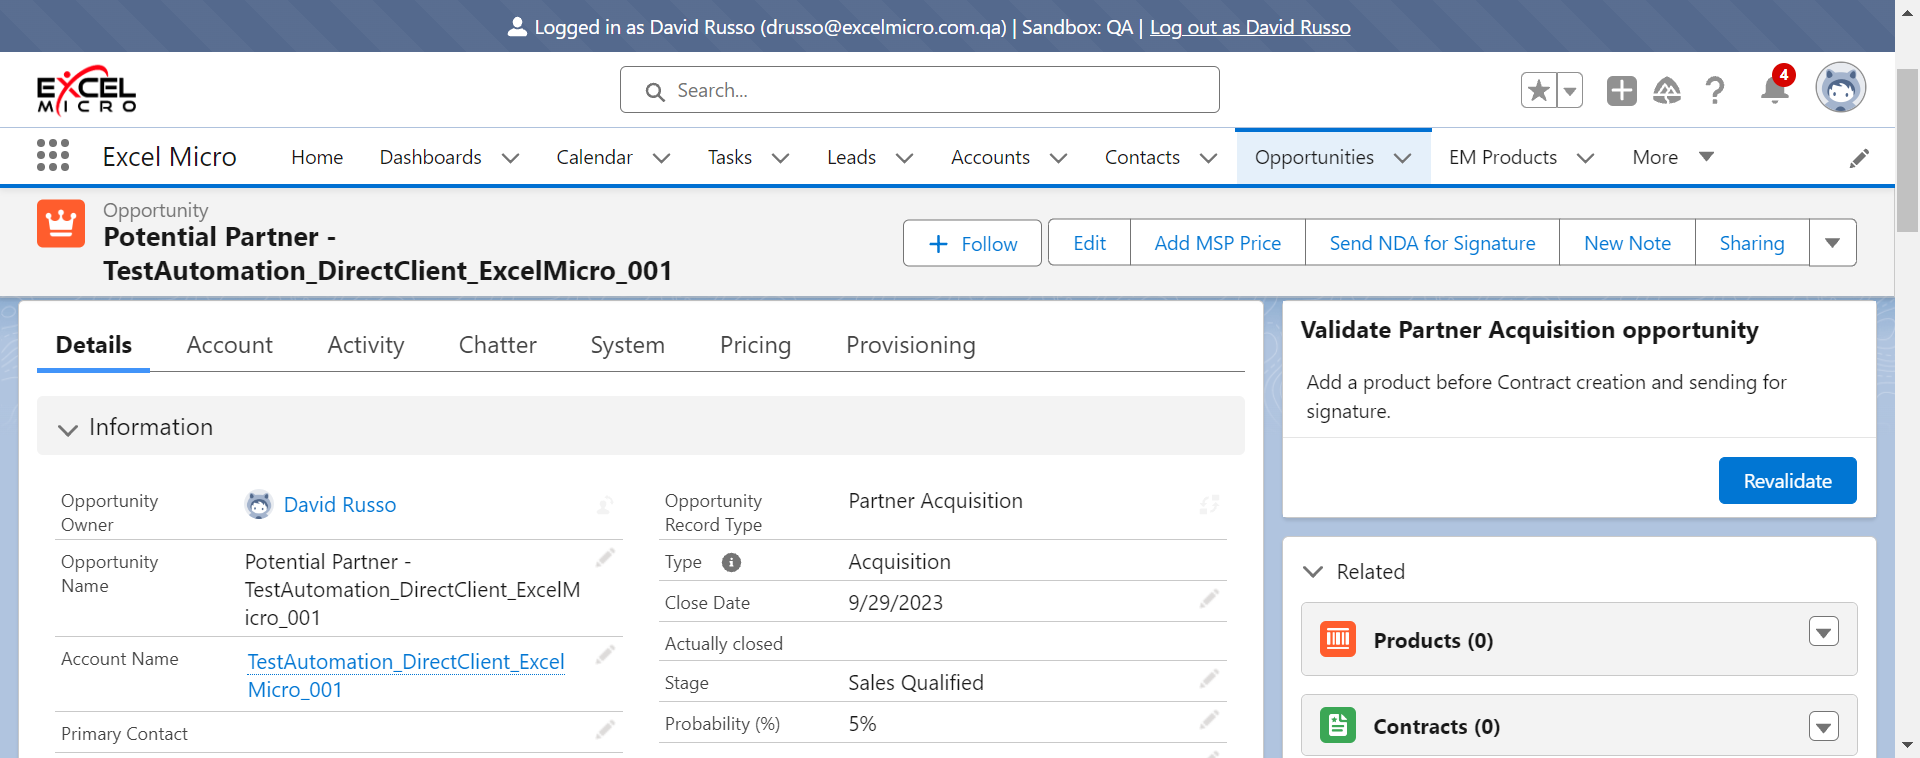 Logged in as David Russo (drusso@excelmicro.com.qa) | Sandbox: QA | Log out as David Russo
EXCEL
MICRO
Search...
4
Excel Micro
Home
Dashboards
Calendar
Tasks
Leads
Accounts
Contacts
Opportunities
EM Products
More
Opportunity
Potential Partner -
TestAutomation_DirectClient_ExcelMicro_001
Follow
Edit
Add MSP Price
Send NDA for Signature
New Note
Sharing
Details
Account
Activity
Chatter
System
Pricing
Provisioning
Information
Opportunity
Owner
David Russo
Opportunity
Name
Potential Partner -
TestAutomation_DirectClient_ExcelM
icro_001
Account Name
TestAutomation_DirectClient_Excel
Micro_001
Primary Contact
Opportunity
Record Type
Partner Acquisition
Type
Acquisition
Close Date
9/29/2023
Actually closed
Stage
Sales Qualified
Probability (%)
5%
Validate Partner Acquisition opportunity
Add a product before Contract creation and sending for
signature.
Revalidate
Related
Products (0)
Contracts (0)